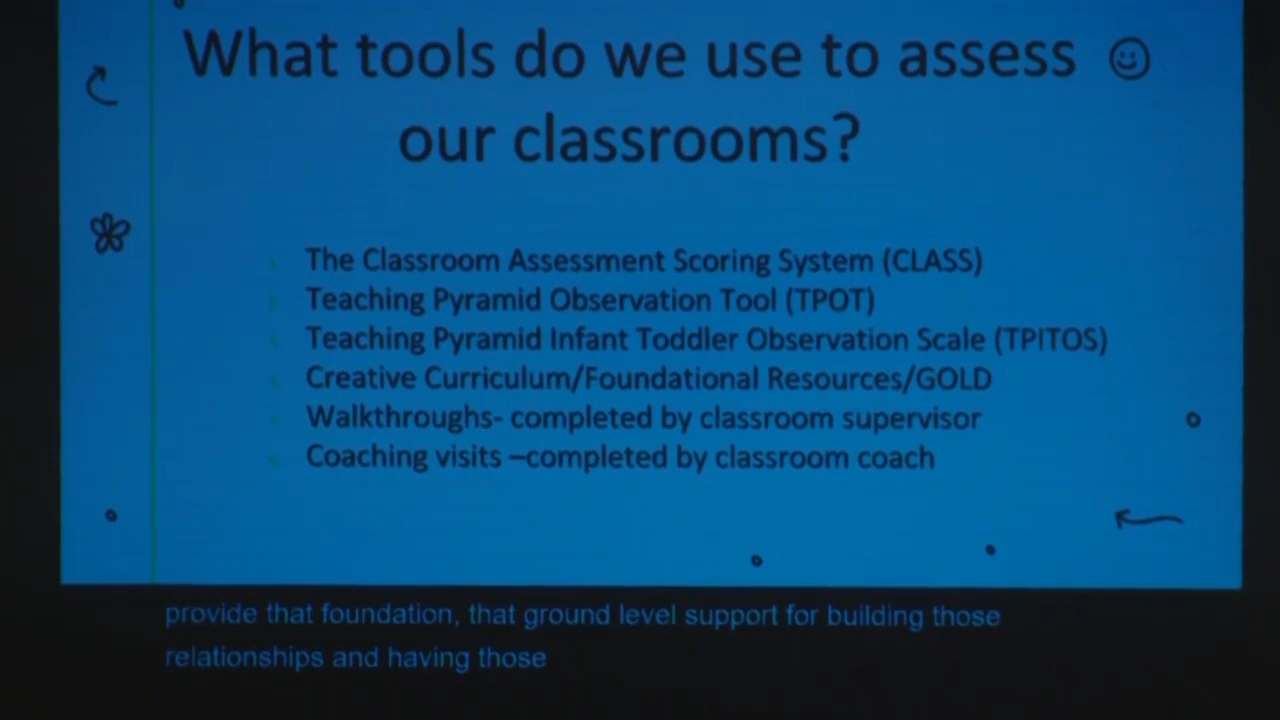 What tools do we use to assess
our classrooms?
The Classroom Assessment Scoring System (CLASS)
Teaching Pyramid Observation Tool (TPOT)
Teaching Pyramid Infant Toddler Observation Scale (TPITOS)
Creative Curriculum/Foundational Resources/GOLD
Walkthroughs- completed by classroom supervisor
Coaching visits –completed by classroom coach
provide that foundation, that ground level support for building those
relationships and having those